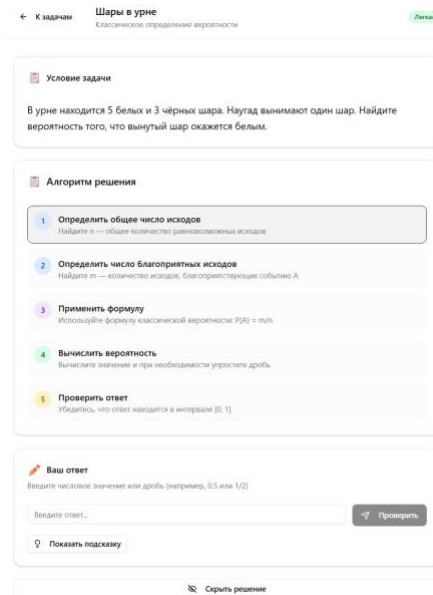 К задачам
Шары в урне
Классическое определение вероятности
Условие задачи
В урне находится 5 белых и 3 чёрных шара. Наугад вынимают один шар. Найдите
вероятность того, что вынутый шар окажется белым.
Алгоритм решения
1 Определить общее число исходов
Найдите n — общее количество равновозможных исходов
2 Определить число благоприятных исходов
Найдите m — количество исходов, благоприятствующих событию A
3 Применить формулу
Используйте формулу классической вероятности: P(A) = m/n
4 Вычислить вероятность
Вычислите значение и при необходимости упростите дробь
5 Проверить ответ
Убедитесь, что ответ находится в интервале [0, 1]
Ваш ответ
Введите числовое значение или дробь (например, 0.5 или 1/2)
Введите ответ...
Проверить
Показать подсказку
Скрыть решение